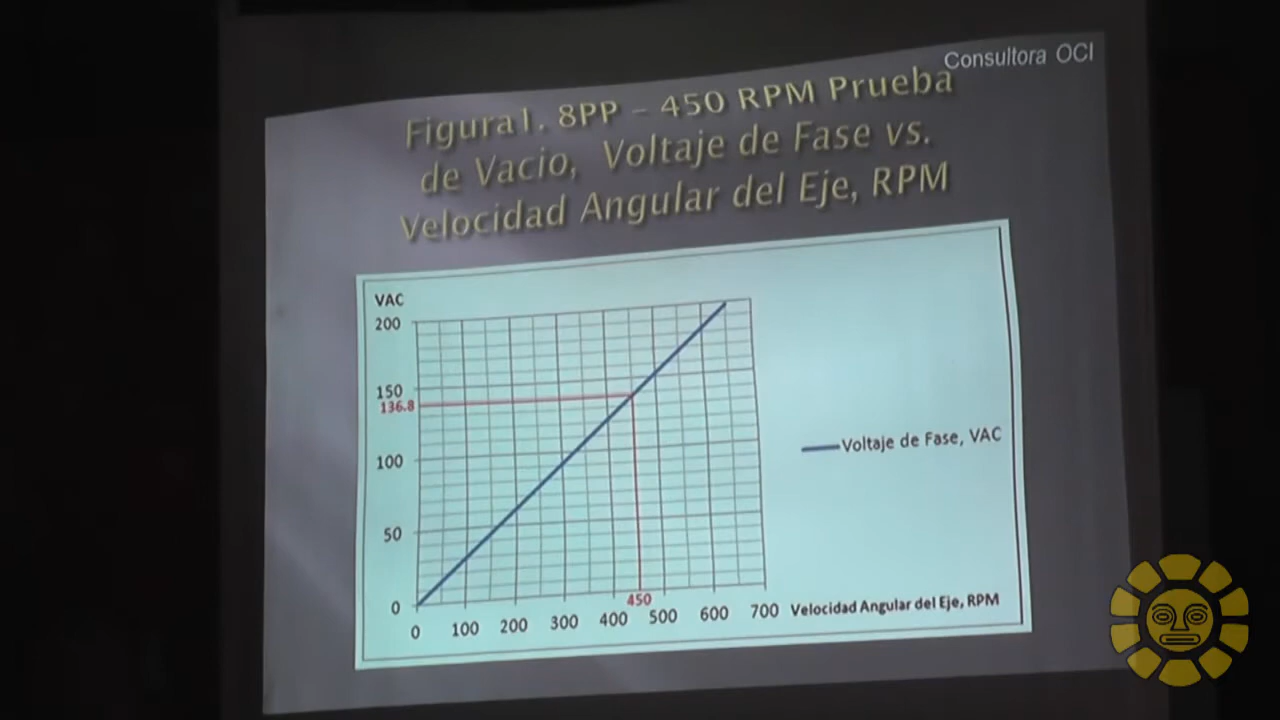 Consultora OCI
Figura1. 8PP - 450 RPM Prueba
de Vacio, Voltaje de Fase vs.
Velocidad Angular del Eje, RPM
VAC
200
150
136.8
100
50
0
Voltaje de Fase, VAC
450
0 100 200 300 400 500 600 700
Velocidad Angular del Eje, RPM